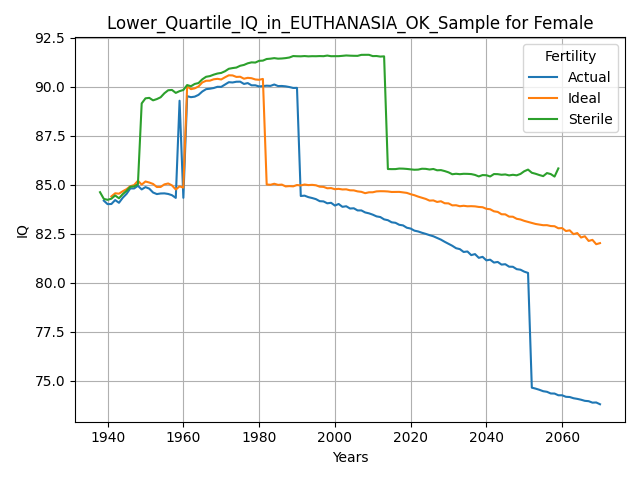 Lower_Quartile_IQ_in_EUTHANASIA_OK_Sample for Female
92.5
90.0
87.5
85.0
82.5
80.0
77.5
75.0
IQ
Fertility
Actual
Ideal
Sterile
1940 1960 1980 2000 2020 2040 2060
Years